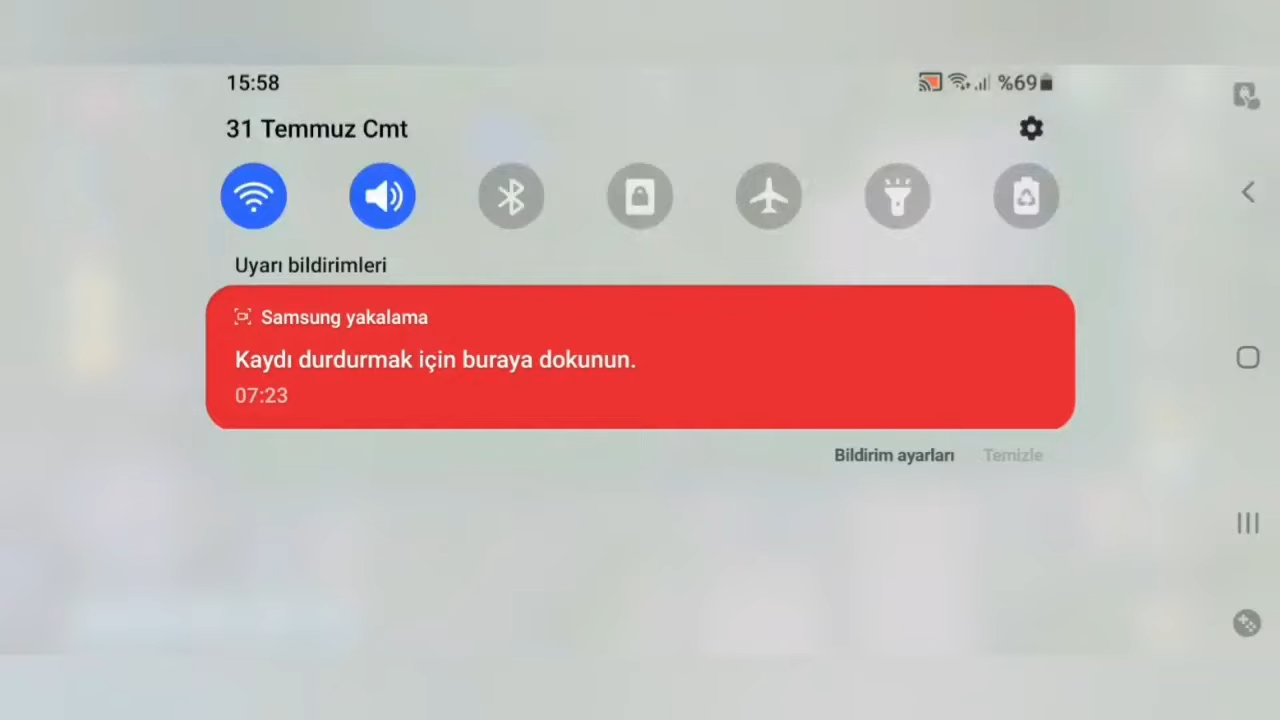 15:58
%69
31 Temmuz Cmt
Uyarı bildirimleri
Samsung yakalama
Kaydı durdurmak için buraya dokunun.
07:23
Bildirim ayarları Temizle